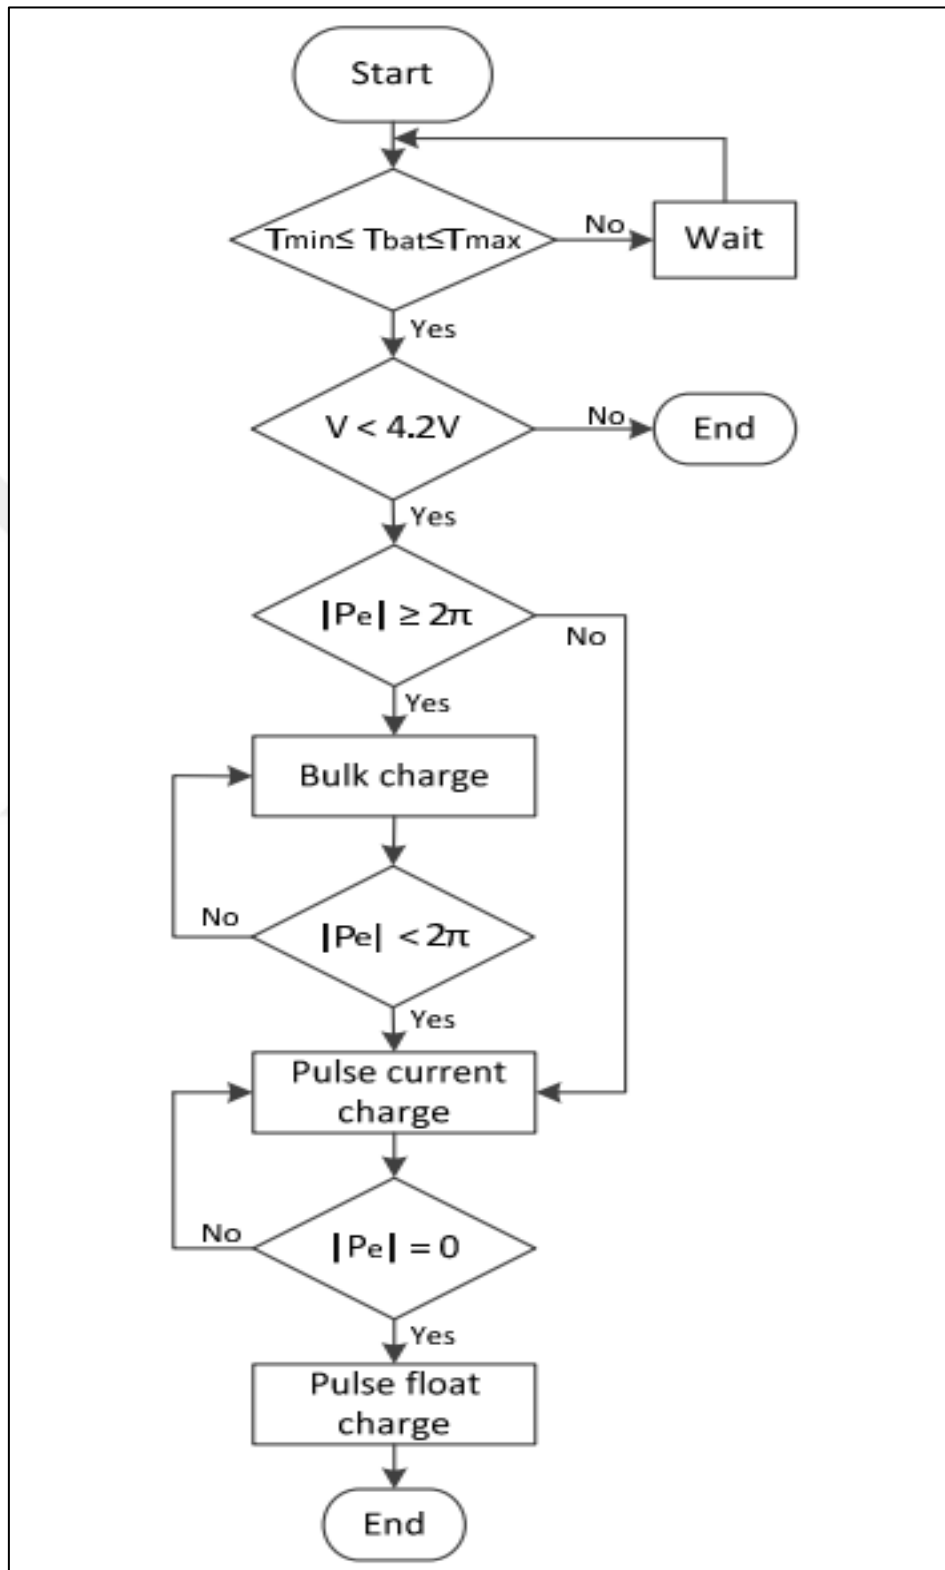 Start
Tmin≤ Tbat≤Tmax
No
Wait
Yes
V < 4.2V
No
End
Yes
|Pe| ≥ 2π
No
Yes
Bulk charge
No
|Pe| < 2π
Yes
Pulse current
charge
No
|Pe| = 0
Yes
Pulse float
charge
End